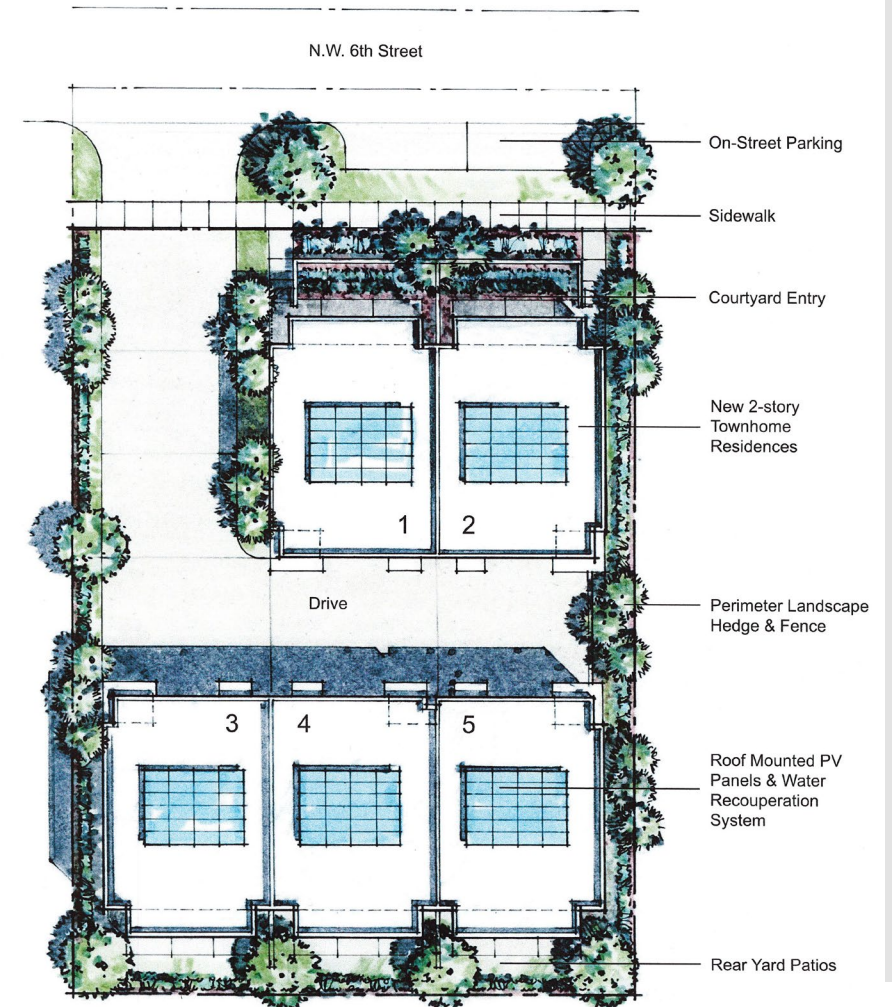 N.W. 6th Street
On-Street Parking
Sidewalk
Courtyard Entry
New 2-story
Townhome
Residences
1
2
Drive
Perimeter Landscape
Hedge & Fence
3
4
5
Roof Mounted PV
Panels & Water
Recouperation
System
Rear Yard Patios